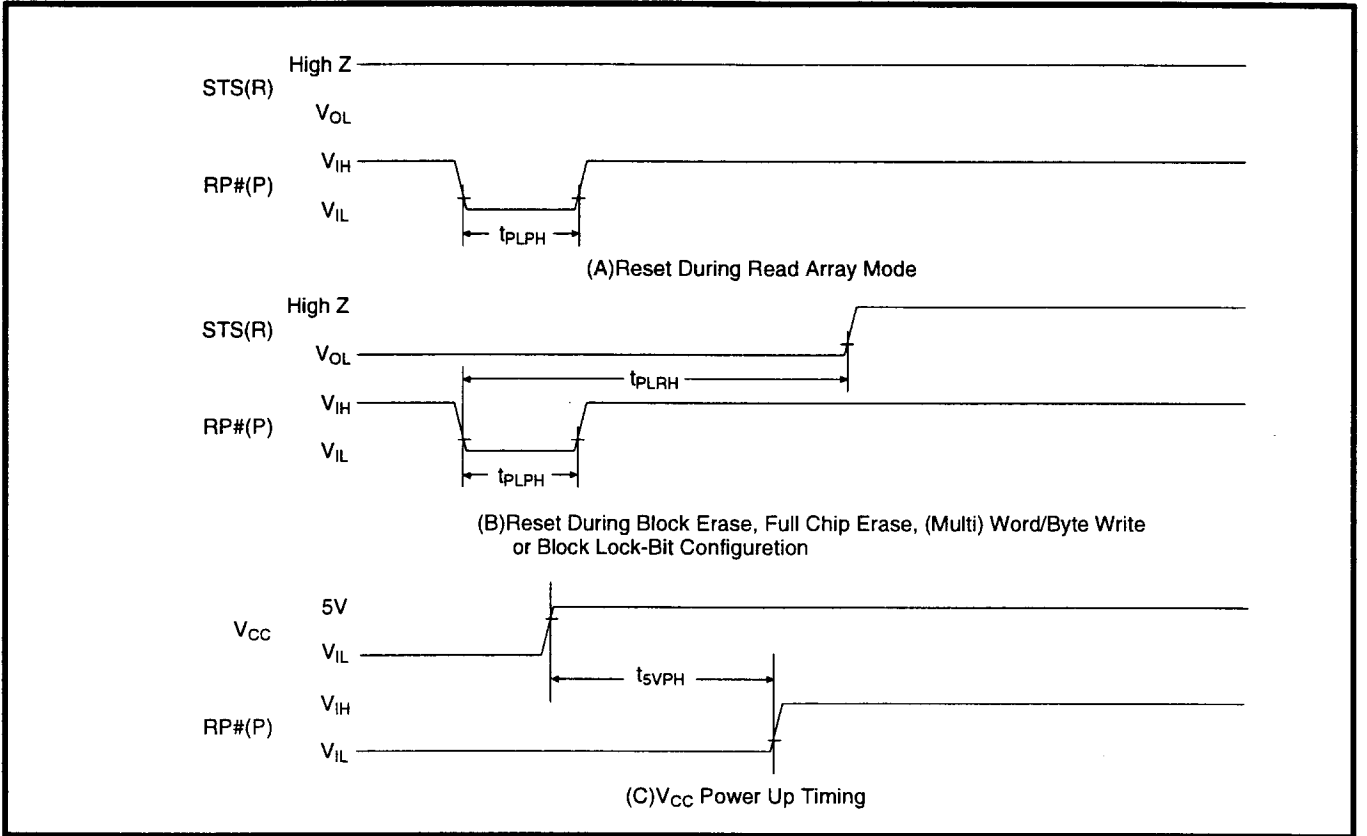 High Z
STS(R)
VOL
VIH
RP#(P)
VIL
tPLPH
(A)Reset During Read Array Mode
High Z
STS(R)
VOL
tPLRH
VIH
RP#(P)
VIL
tPLPH
(B)Reset During Block Erase, Full Chip Erase, (Multi) Word/Byte Write
or Block Lock-Bit Configuretion
5V
VCC
VIL
t5VPH
VIH
RP#(P)
VIL
(C)VCC Power Up Timing